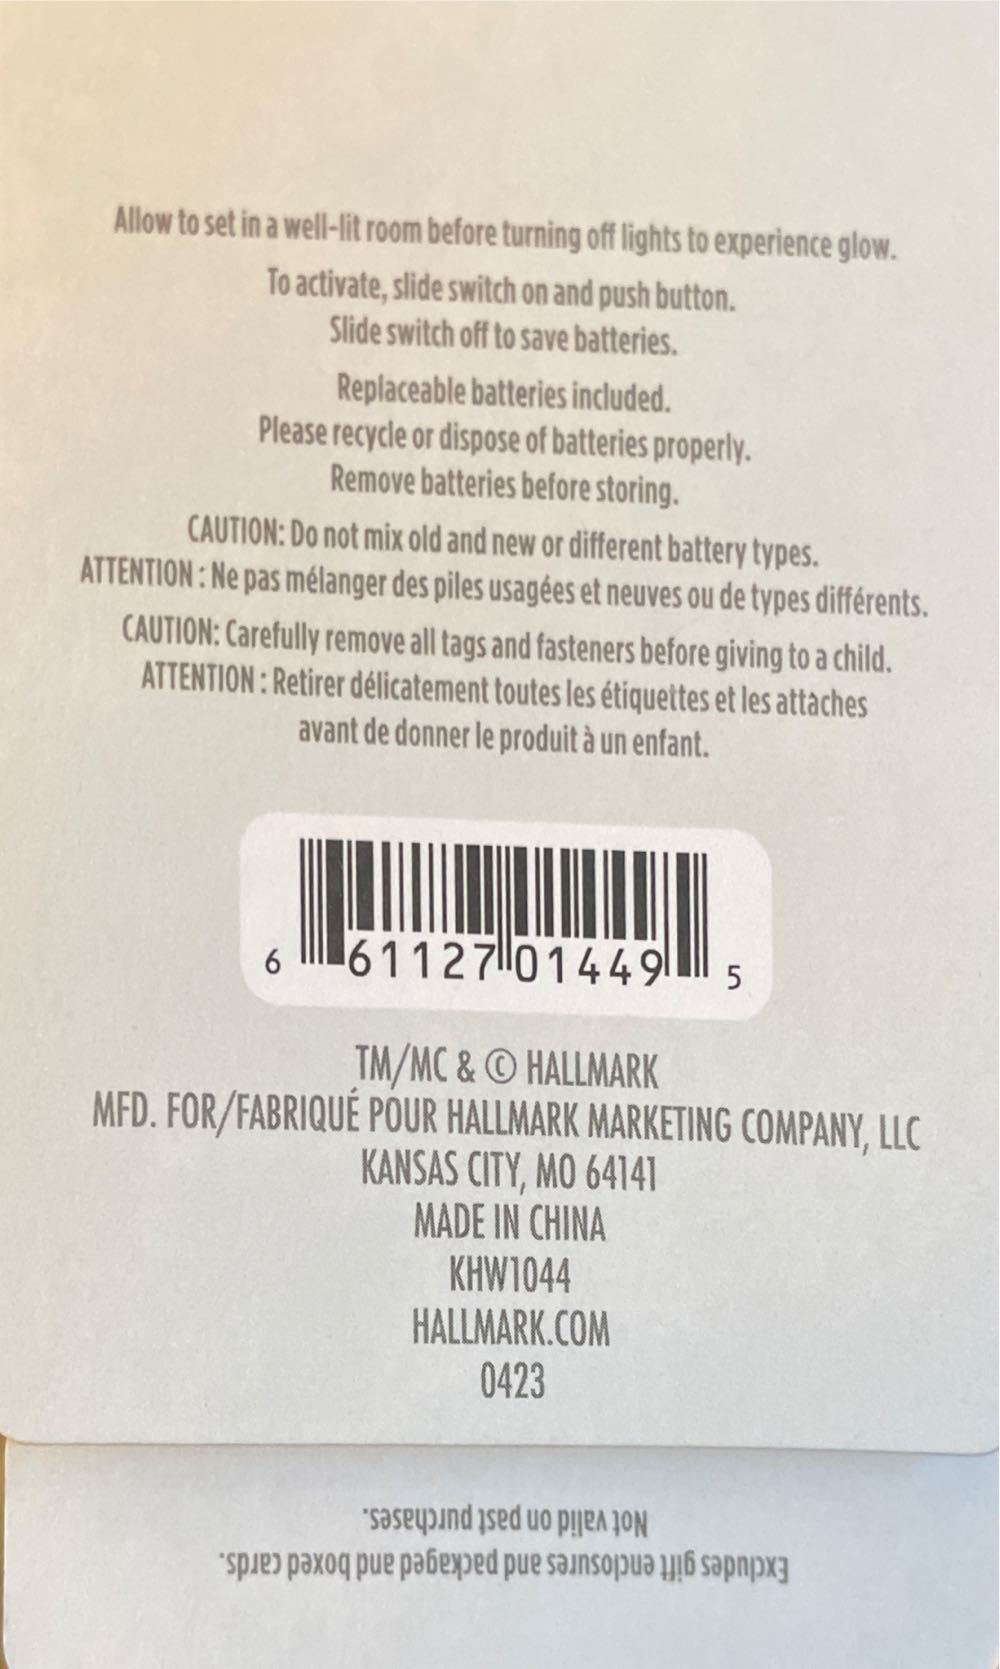 Allow to set in a well-lit room before turning off lights to experience glow.
To activate, slide switch on and push button.
Slide switch off to save batteries.
Replaceable batteries included.
Please recycle or dispose of batteries properly.
Remove batteries before storing.
CAUTION: Do not mix old and new or different battery types.
ATTENTION : Ne pas mélanger des piles usagées et neuves ou de types différents.
CAUTION: Carefully remove all tags and fasteners before giving to a child.
ATTENTION : Retirer délicatement toutes les étiquettes et les attaches
avant de donner le produit à un enfant.
6 61127 01449 5
TM/MC & © HALLMARK
MFD. FOR/FABRIQUÉ POUR HALLMARK MARKETING COMPANY, LLC
KANSAS CITY, MO 64141
MADE IN CHINA
KHW1044
HALLMARK.COM
0423
Excludes gift enclosures and packaged and boxed cards.
Not valid on past purchases.